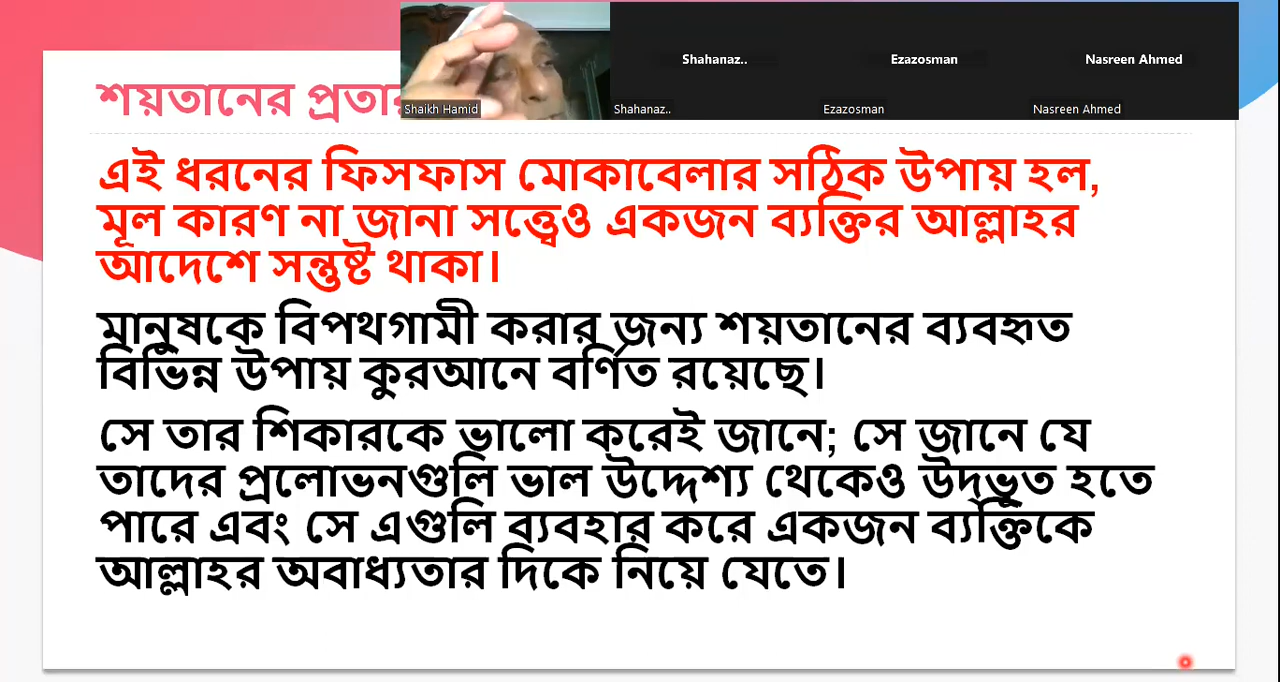 শয়তানের
Shahanaz..
Ezazosman
Nasreen Ahmed
Shaikh Hamid
Shahanaz..
Ezazosman
Nasreen Ahmed
এই ধরনের ফিসফাস মোকাবেলার সঠিক উপায় হল,
মূল কারণ না জানা সত্ত্বেও একজন ব্যক্তির আল্লাহর
আদেশে সন্তুষ্ট থাকা।
মানুষকে বিপথগামী করার জন্য শয়তানের ব্যবহৃত
বিভিন্ন উপায় কুরআনে বর্ণিত রয়েছে।
সে তার শিকারকে ভালো করেই জানে; সে জানে যে
তাদের প্রলোভনগুলি ভাল উদ্দেশ্য থেকেও উদ্ভূত হতে
পারে এবং সে এগুলি ব্যবহার করে একজন ব্যক্তিকে
আল্লাহর অবাধ্যতার দিকে নিয়ে যেতে।